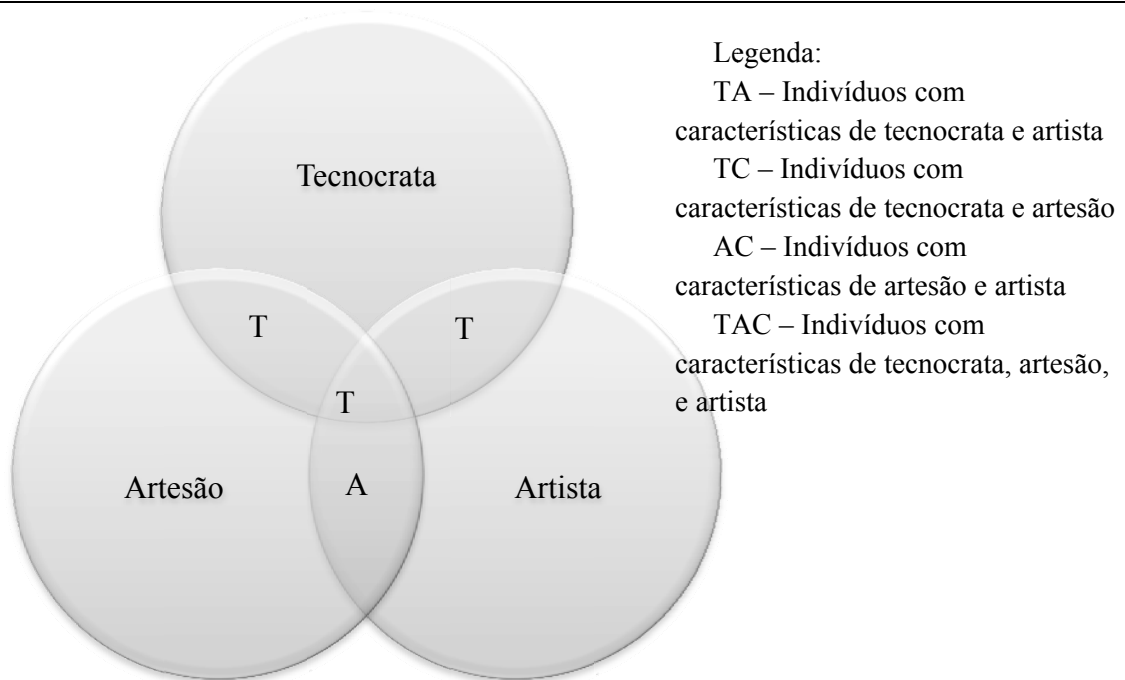 Tecnocrata
T
T
T
Artesão
A
Artista
Legenda:
TA – Indivíduos com
características de tecnocrata e artista
TC – Indivíduos com
características de tecnocrata e artesão
AC – Indivíduos com
características de artesão e artista
TAC – Indivíduos com
características de tecnocrata, artesão,
e artista